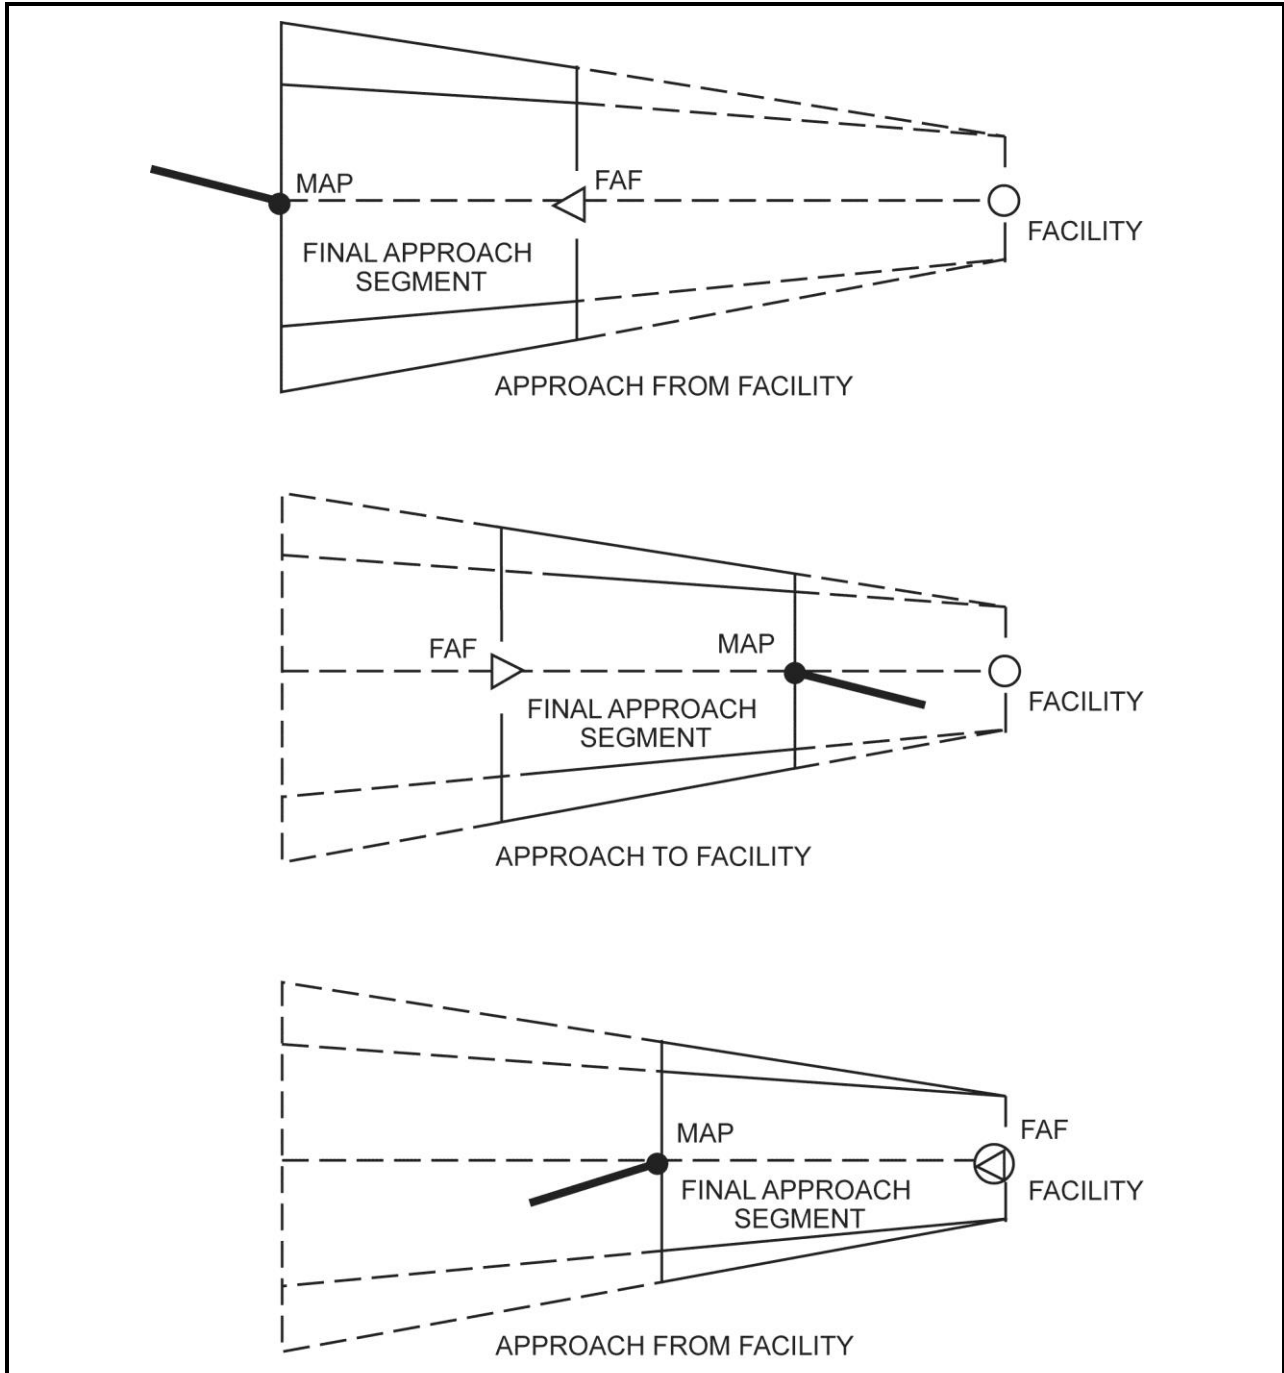 MAP
FAF
FACILITY
FINAL APPROACH
SEGMENT
APPROACH FROM FACILITY
FAF
MAP
FACILITY
FINAL APPROACH
SEGMENT
APPROACH TO FACILITY
MAP
FAF
FINAL APPROACH
SEGMENT
FACILITY
APPROACH FROM FACILITY